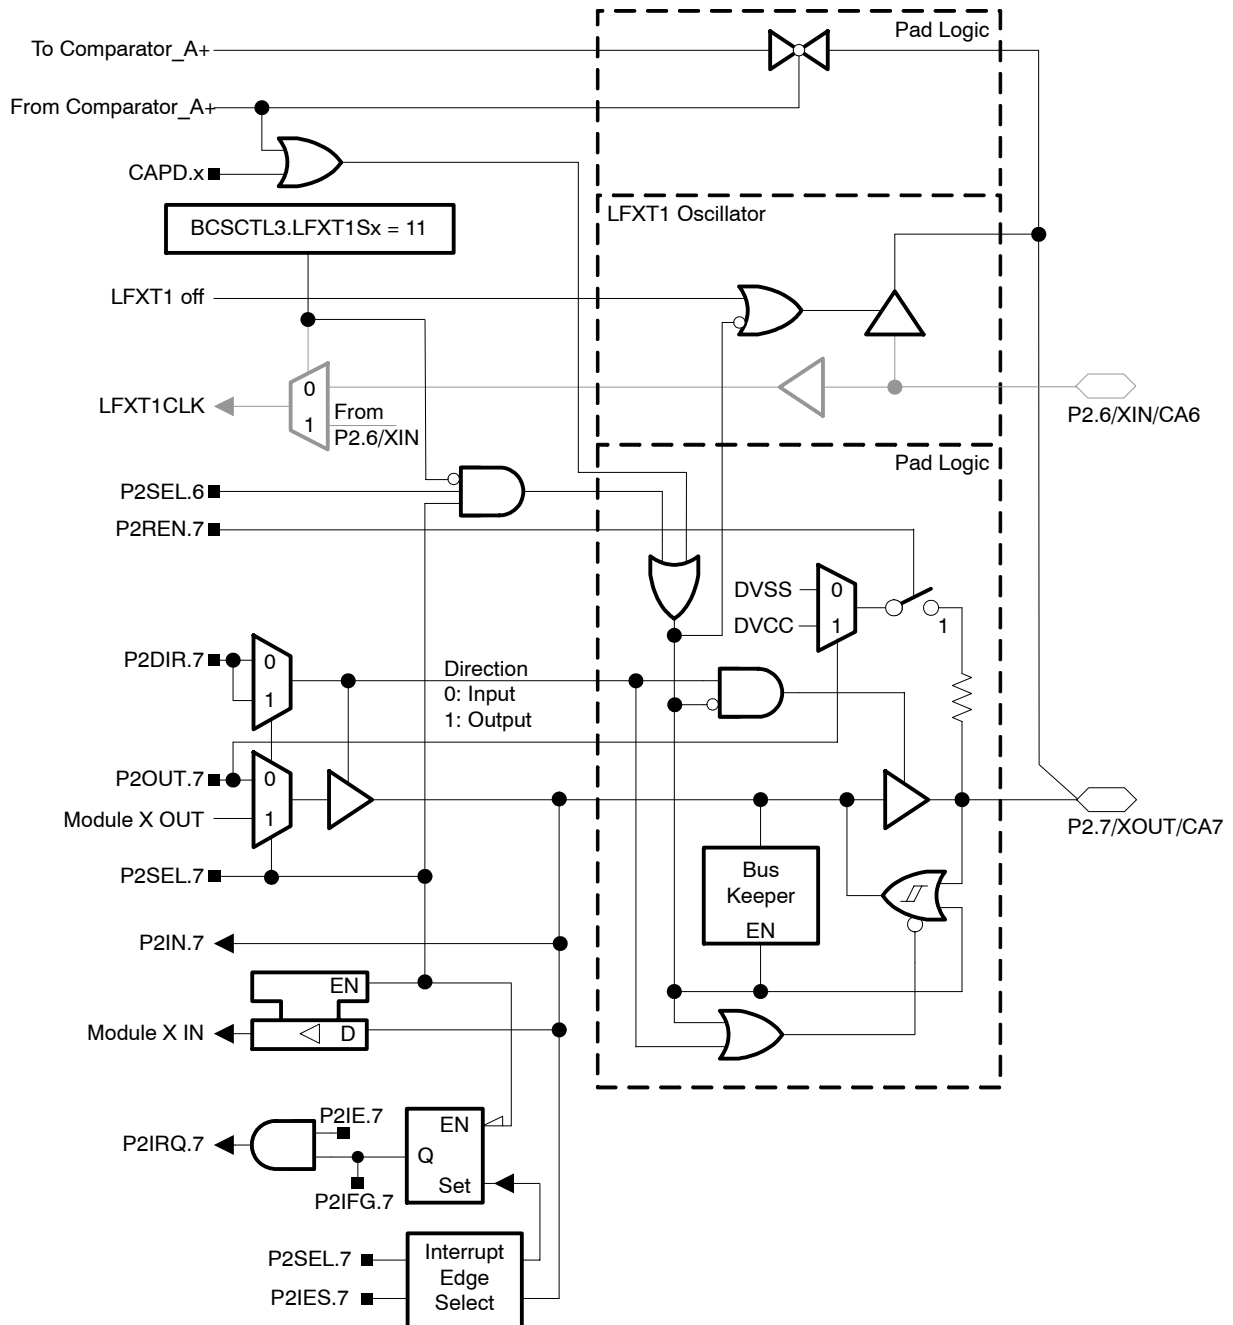 Pad Logic
To Comparator_A+
From Comparator_A+
CAPD.x
LFXT1 Oscillator
BCSCTL3.LFXT1Sx = 11
LFXT1 off
0
LFXT1CLK
1
From
P2.6/XIN
P2.6/XIN/CA6
Pad Logic
P2SEL.6
P2REN.7
DVSS
0
DVCC
1
1
P2DIR.7
0
1
Direction
0: Input
1: Output
P2OUT.7
0
Module X OUT
1
P2.7/XOUT/CA7
P2SEL.7
Bus
Keeper
EN
P2IN.7
EN
Module X IN
D
P2IE.7
EN
P2IRQ.7
Q
Set
P2IFG.7
P2SEL.7
P2IES.7
Interrupt
Edge
Select